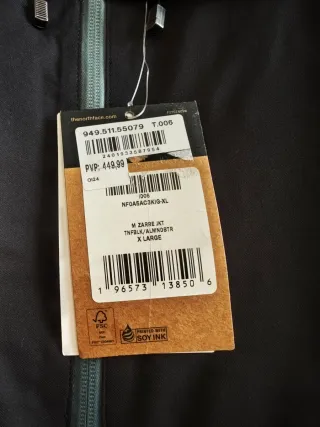 thenorthface.com
949.511.55079 T.006
2401933587954
PVP: 449,99
I006
NF0A5AC3KIG-XL
M ZARRE JKT
TNFBLK/ALMNDBTR
X LARGE
1 96573 13850 6
FSC
PRINTED WITH
SOY INK